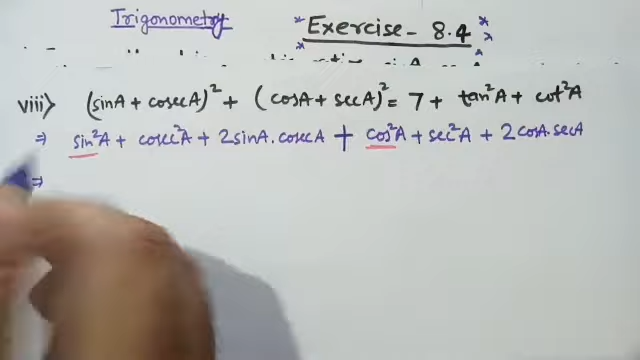 Trigonometry
* Exercise - 8.4 *
* *
viii) (sinA + cosecA)² + (cosA + secA)² = 7 + tan²A + cot²A
⇒ sin²A + cosec²A + 2sinA.cosecA + cos²A + sec²A + 2cosA.secA
⇒